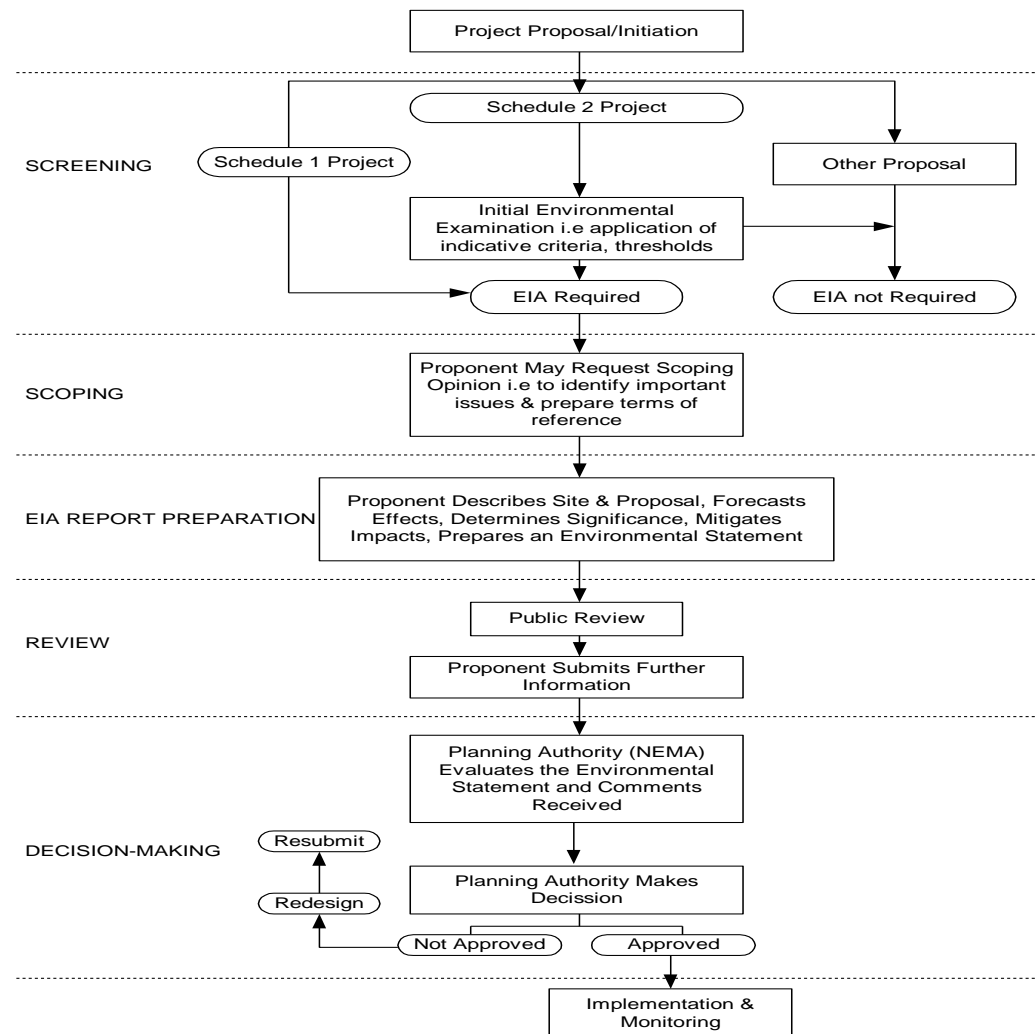 Project Proposal/Initiation
Schedule 2 Project
SCREENING
Schedule 1 Project
Other Proposal
Initial Environmental
Examination i.e application of
indicative criteria, thresholds
EIA Required
EIA not Required
SCOPING
Proponent May Request Scoping
Opinion i.e to identify important
issues & prepare terms of
reference
EIA REPORT PREPARATION
Proponent Describes Site & Proposal, Forecasts
Effects, Determines Significance, Mitigates
Impacts, Prepares an Environmental Statement
REVIEW
Public Review
Proponent Submits Further
Information
DECISION-MAKING
Planning Authority (NEMA)
Evaluates the Environmental
Statement and Comments
Received
Resubmit
Redesign
Planning Authority Makes
Decission
Not Approved
Approved
Implementation &
Monitoring